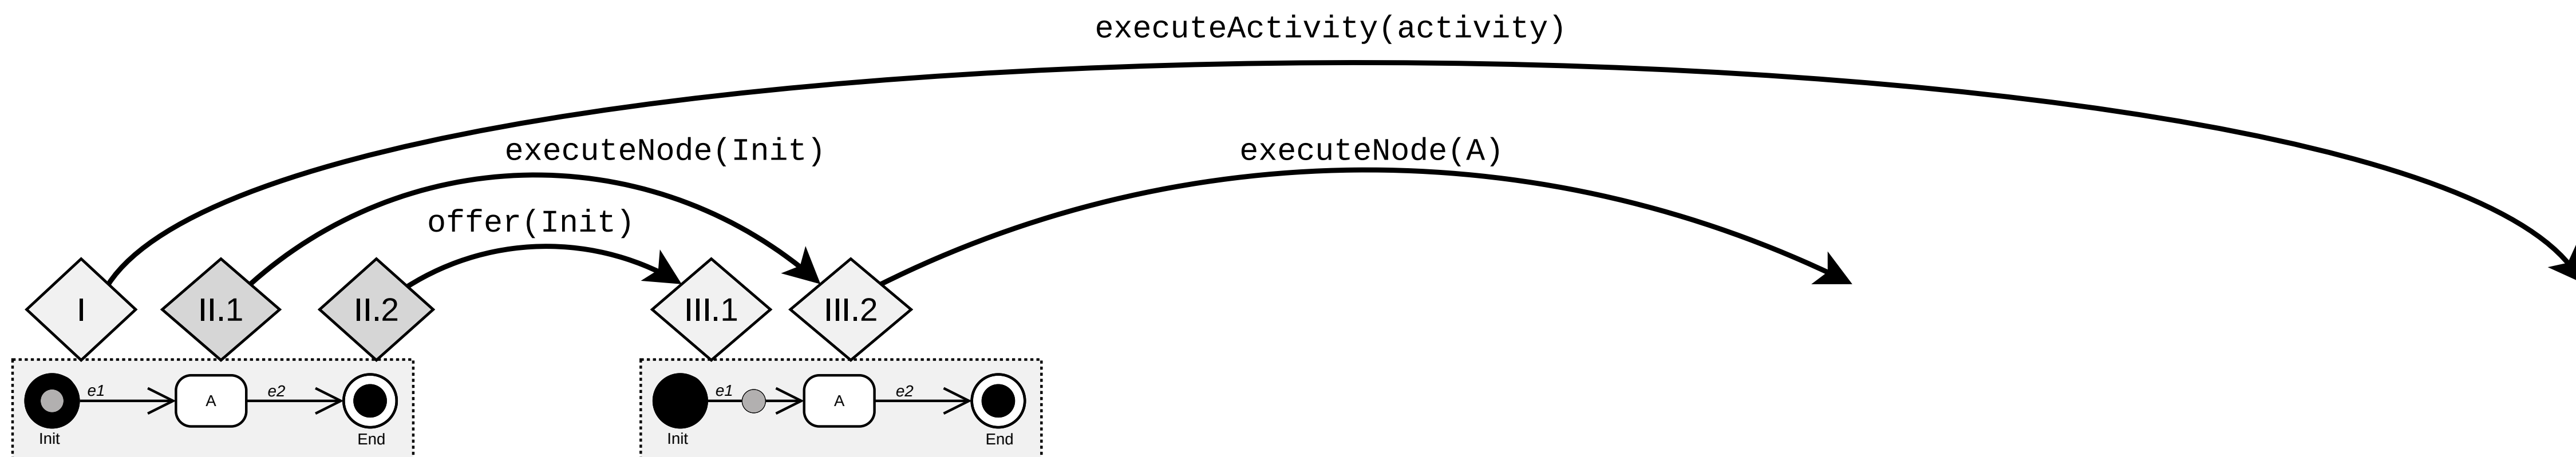 executeActivity(activity)
executeNode(Init)
executeNode(A)
offer(Init)
I
II.1
II.2
III.1
III.2
e1
A
e2
Init
End
e1
A
e2
Init
End